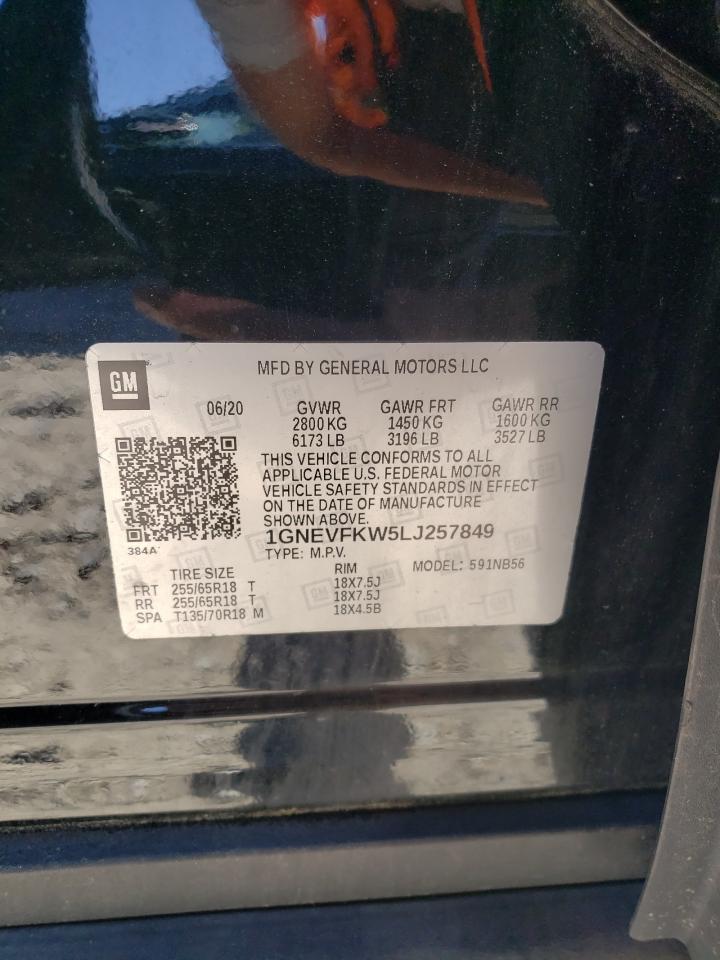 GM
MFD BY GENERAL MOTORS LLC
06/20
GVWR GAWR FRT GAWR RR
2800 KG 1450 KG 1600 KG
6173 LB 3196 LB 3527 LB
THIS VEHICLE CONFORMS TO ALL
APPLICABLE U.S. FEDERAL MOTOR
VEHICLE SAFETY STANDARDS IN EFFECT
ON THE DATE OF MANUFACTURE
SHOWN ABOVE.
384A
1GNEVFKW5LJ257849
TYPE: M.P.V. MODEL: 591NB56
TIRE SIZE RIM
FRT 255/65R18 T 18X7.5J
RR 255/65R18 T 18X7.5J
SPA T135/70R18 M 18X4.5B